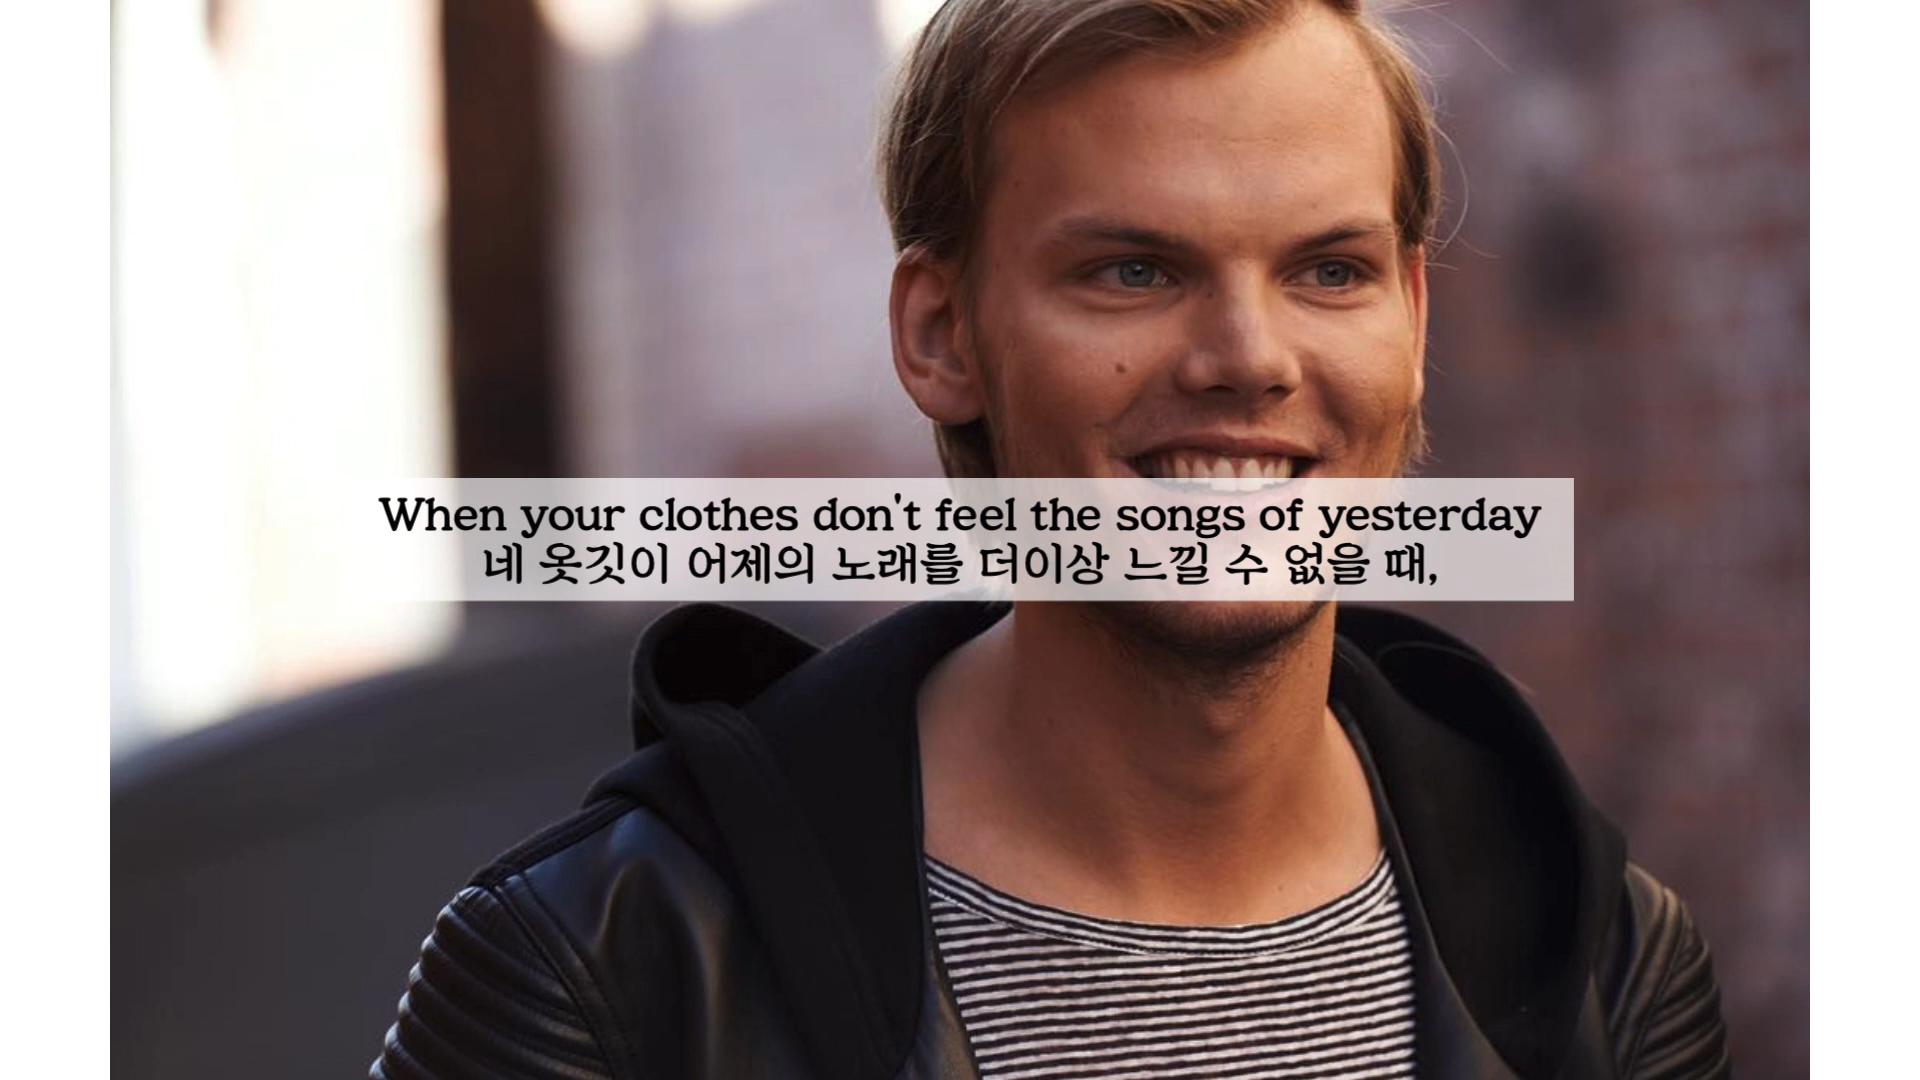 When your clothes don't feel the songs of yesterday
네 옷깃이 어제의 노래를 더이상 느낄 수 없을 때,